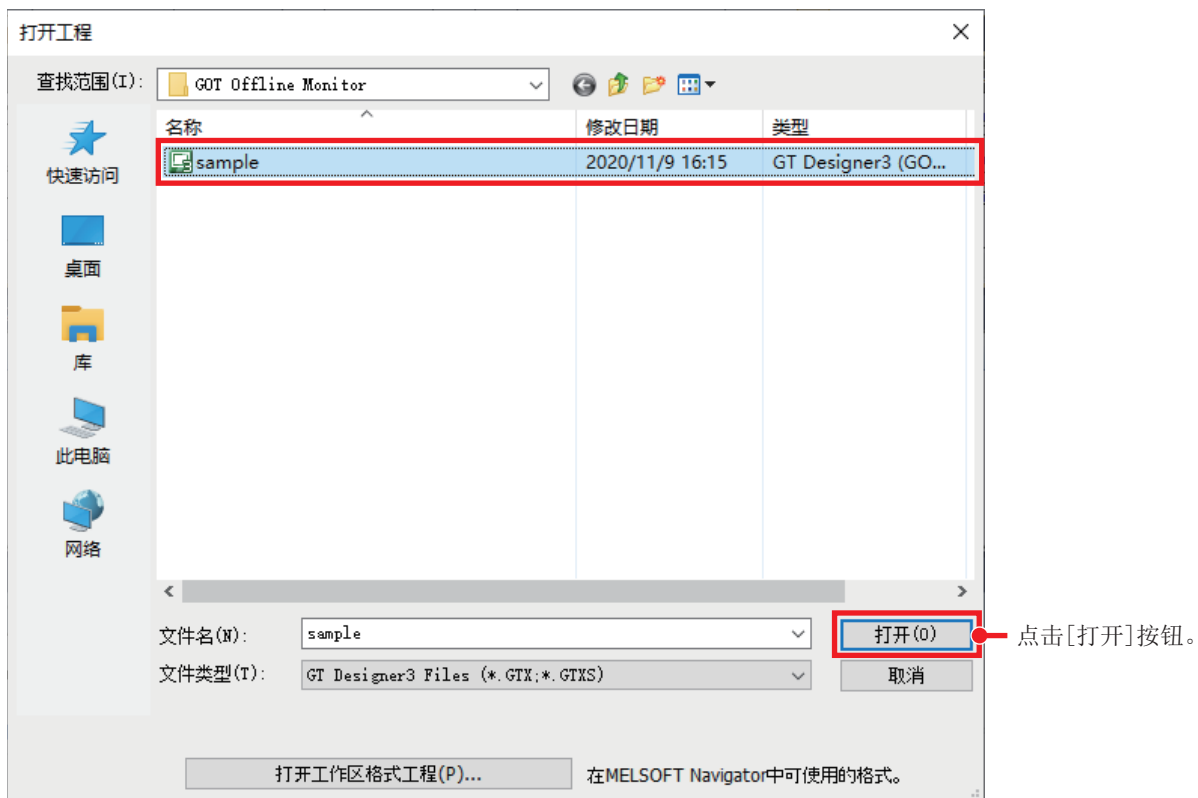 打开工程
查找范围(I): GOT Offline Monitor
名称 修改日期 类型
sample 2020/11/9 16:15 GT Designer3 (GO...
快速访问
桌面
库
此电脑
网络
文件名(N): sample 打开(O)
点击[打开]按钮。
文件类型(T): GT Designer3 Files (*.GTX;*.GTXS) 取消
打开工作区格式工程(P)... 在MELSOFT Navigator中可使用的格式。